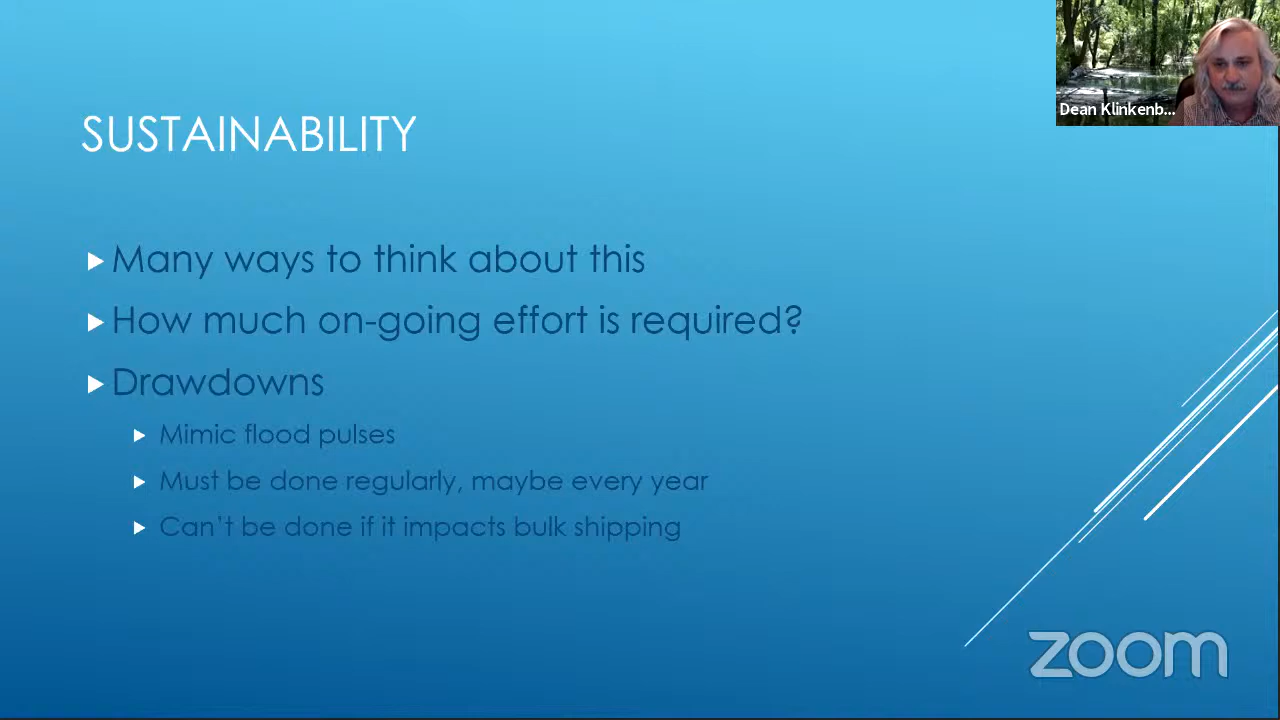 Dean Klinkenb...
SUSTAINABILITY
Many ways to think about this
How much on-going effort is required?
Drawdowns
Mimic flood pulses
Must be done regularly, maybe every year
Can't be done if it impacts bulk shipping
zoom